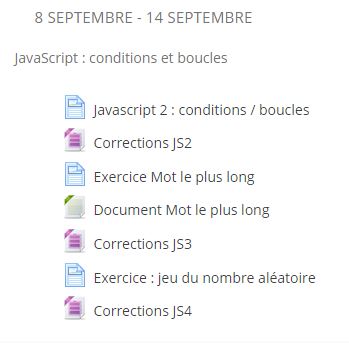 8 SEPTEMBRE - 14 SEPTEMBRE
JavaScript : conditions et boucles
Javascript 2 : conditions / boucles
Corrections JS2
Exercice Mot le plus long
Document Mot le plus long
Corrections JS3
Exercice : jeu du nombre aléatoire
Corrections JS4